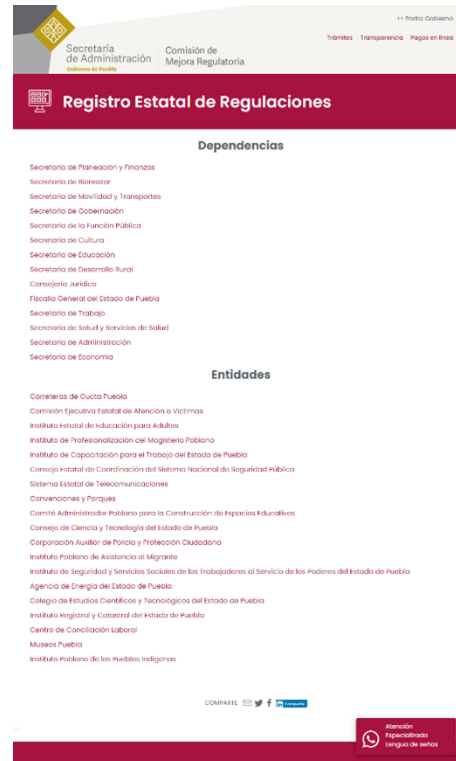 << Portal Gobierno
Trámites Transparencia Pagos en línea
Secretaría
de Administración
Gobierno de Puebla
Comisión de
Mejora Regulatoria
Registro Estatal de Regulaciones
Dependencias
Secretaría de Planeación y Finanzas
Secretaría de Bienestar
Secretaría de Movilidad y Transportes
Secretaría de Gobernación
Secretaría de la Función Pública
Secretaría de Cultura
Secretaría de Educación
Secretaría de Desarrollo Rural
Consejería Jurídica
Fiscalía General del Estado de Puebla
Secretaría de Trabajo
Secretaría de Salud y Servicios de Salud
Secretaría de Administración
Secretaría de Economía
Entidades
Carreteras de Cuota Puebla
Comisión Ejecutiva Estatal de Atención a Víctimas
Instituto Estatal de Educación para Adultos
Instituto de Profesionalización del Magisterio Poblano
Instituto de Capacitación para el Trabajo del Estado de Puebla
Consejo Estatal de Coordinación del Sistema Nacional de Seguridad Pública
Sistema Estatal de Telecomunicaciones
Convenciones y Parques
Comité Administrador Poblano para la Construcción de Espacios Educativos
Consejo de Ciencia y Tecnología del Estado de Puebla
Corporación Auxiliar de Policía y Protección Ciudadana
Instituto Poblano de Asistencia al Migrante
Instituto de Seguridad y Servicios Sociales de los Trabajadores al Servicio de los Poderes del Estado de Puebla
Agencia de Energía del Estado de Puebla
Colegio de Estudios Científicos y Tecnológicos del Estado de Puebla
Instituto Registral y Catastral del Estado de Puebla
Centro de Conciliación Laboral
Museos Puebla
Instituto Poblano de los Pueblos Indígenas
COMPARTE
Atención
Especializada
Lengua de señas